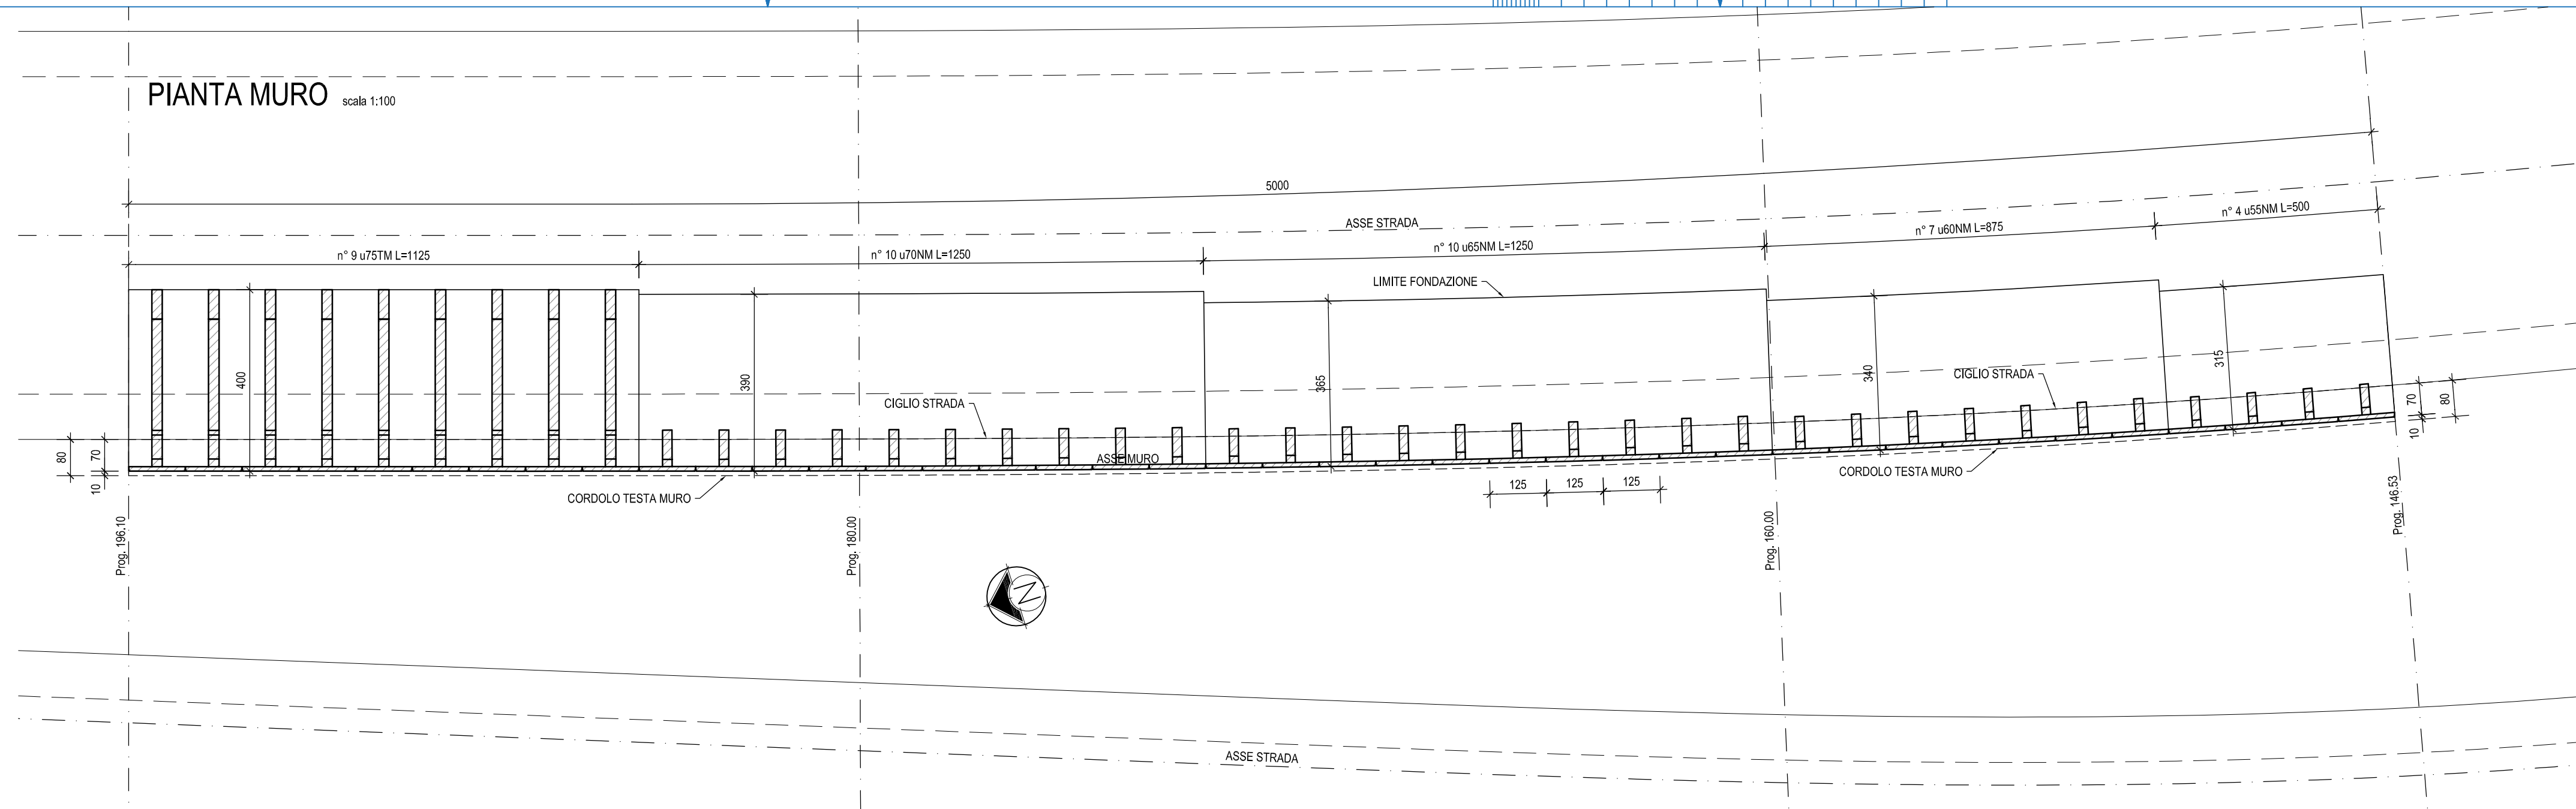 PIANTA MURO scala 1:100
5000
ASSE STRADA
n° 9 u75TM L=1125
n° 10 u70NM L=1250
n° 10 u65NM L=1250
n° 7 u60NM L=875
n° 4 u55NM L=500
LIMITE FONDAZIONE
400
390
365
340
315
CIGLIO STRADA
CIGLIO STRADA
80
70
10
70
80
10
ASSE MURO
CORDOLO TESTA MURO
CORDOLO TESTA MURO
125
125
125
Prog. 196.10
Prog. 180.00
Prog. 160.00
Prog. 146.53
N
ASSE STRADA